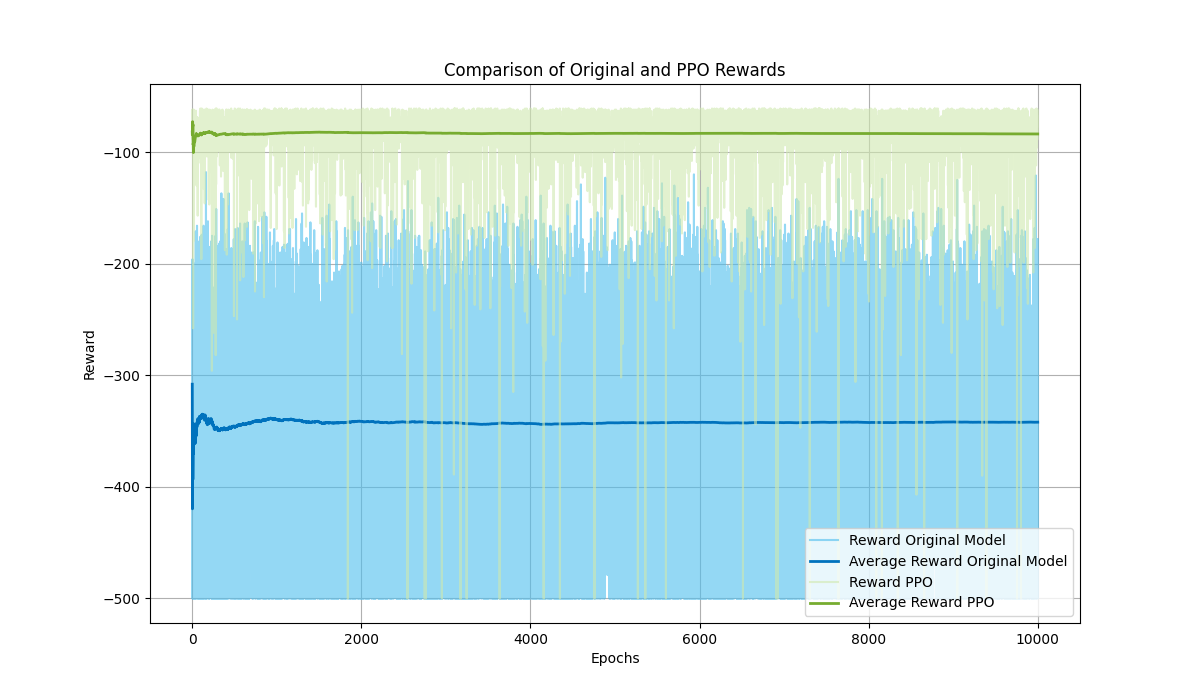 Comparison of Original and PPO Rewards
Reward
−100
−200
−300
−400
−500
0
2000
4000
6000
8000
10000
Epochs
Reward Original Model
Average Reward Original Model
Reward PPO
Average Reward PPO